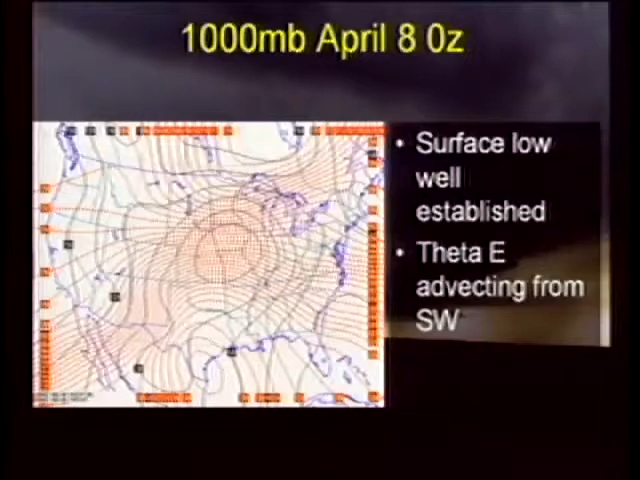 1000mb April 8 0z
• Surface low
well
established
• Theta E
advecting from
SW